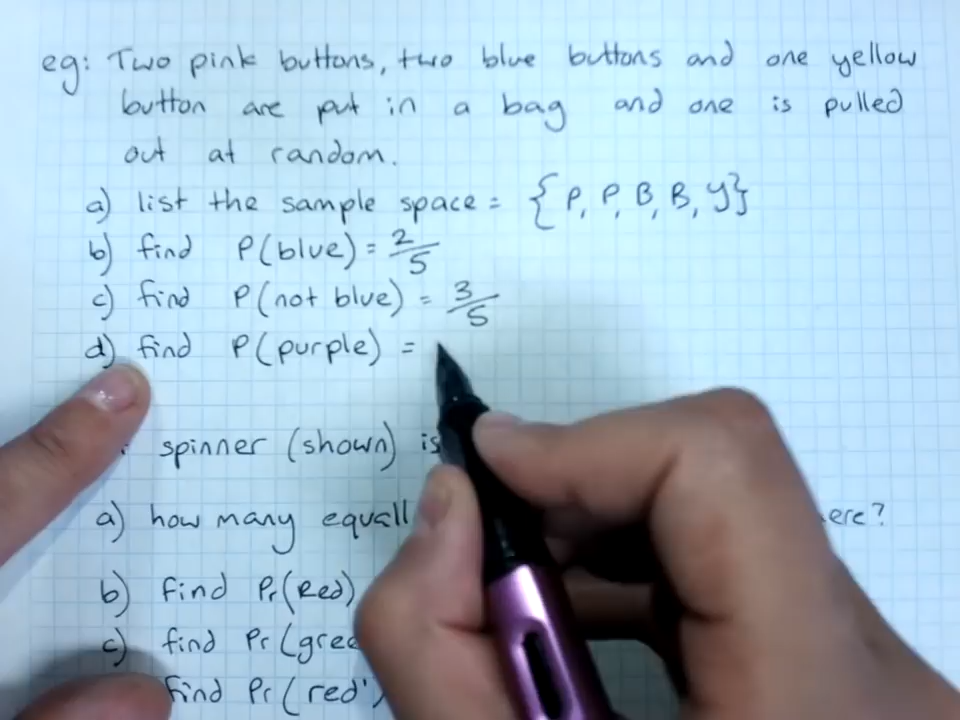 eg: Two pink buttons, two blue buttons and one yellow
button are put in a bag and one is pulled
out at random.
a) list the sample space = {P, P, B, B, Y}
b) find P(blue) = 2/5
c) find P(not blue) = 3/5
d) find P(purple) =
spinner (shown) is
a) how many equall ere?
b) find Pr(Red)
c) find Pr(gree
find Pr(red'